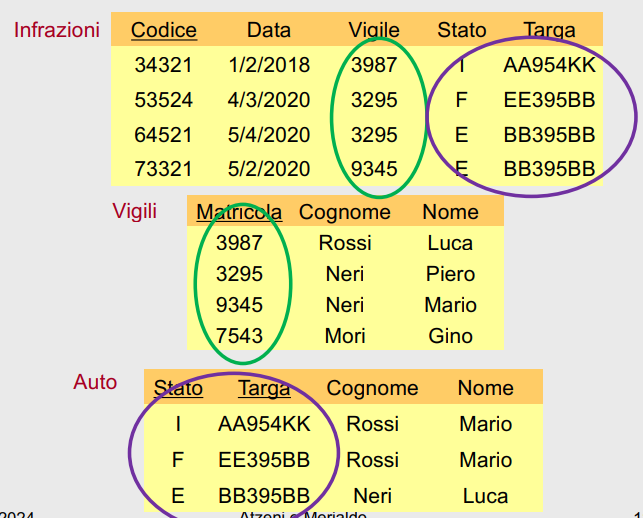 Infrazioni Codice Data Vigile Stato Targa
34321 1/2/2018 3987 I AA954KK
53524 4/3/2020 3295 F EE395BB
64521 5/4/2020 3295 E BB395BB
73321 5/2/2020 9345 E BB395BB
Vigili Matricola Cognome Nome
3987 Rossi Luca
3295 Neri Piero
9345 Neri Mario
7543 Mori Gino
Auto Stato Targa Cognome Nome
I AA954KK Rossi Mario
F EE395BB Rossi Mario
E BB395BB Neri Luca
2024 Atzeni e Merialdo 1